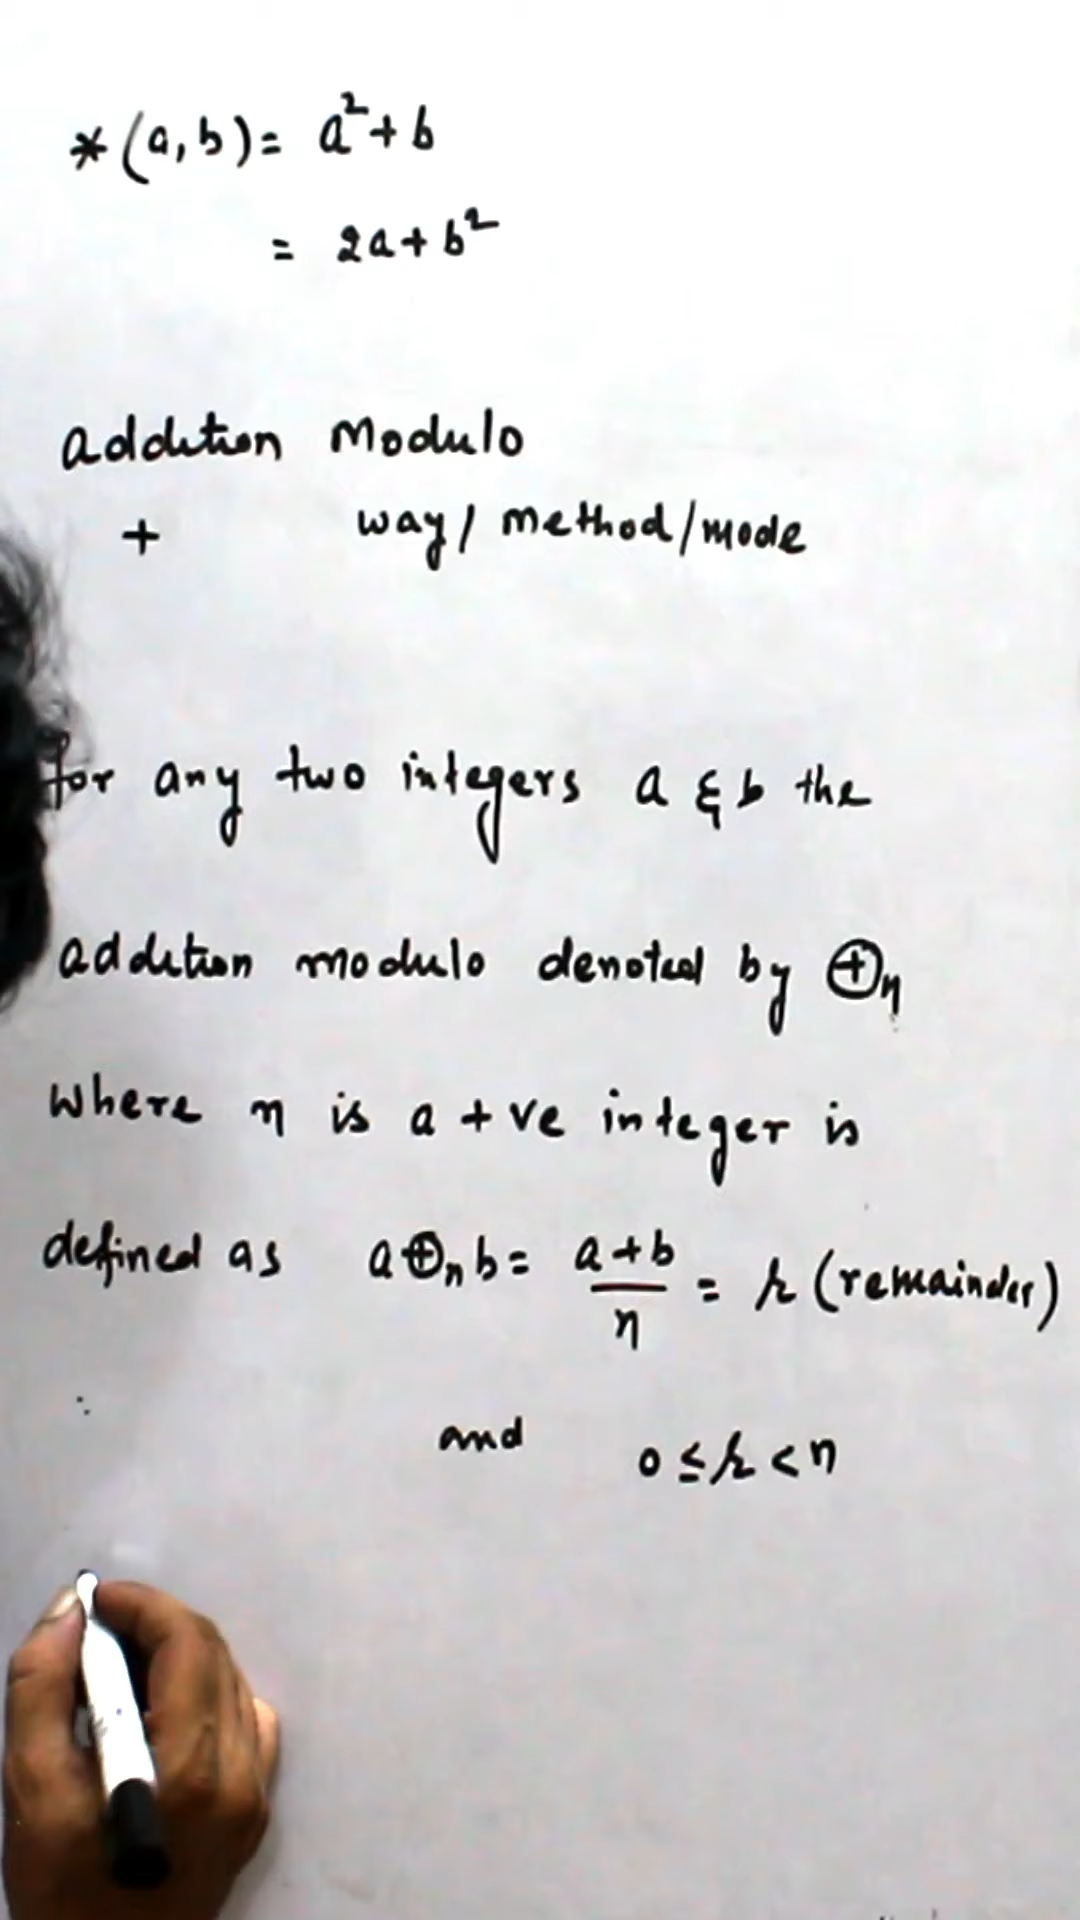 *(a,b)= a²+b
= 2a+b²
addition Modulo
+ way/ method/mode
for any two integers a & b the
addition modulo denoted by ⊕ₙ
where n is a +ve integer is
defined as a⊕ₙb= a+b/n = r (remainder)
and 0≤r<n